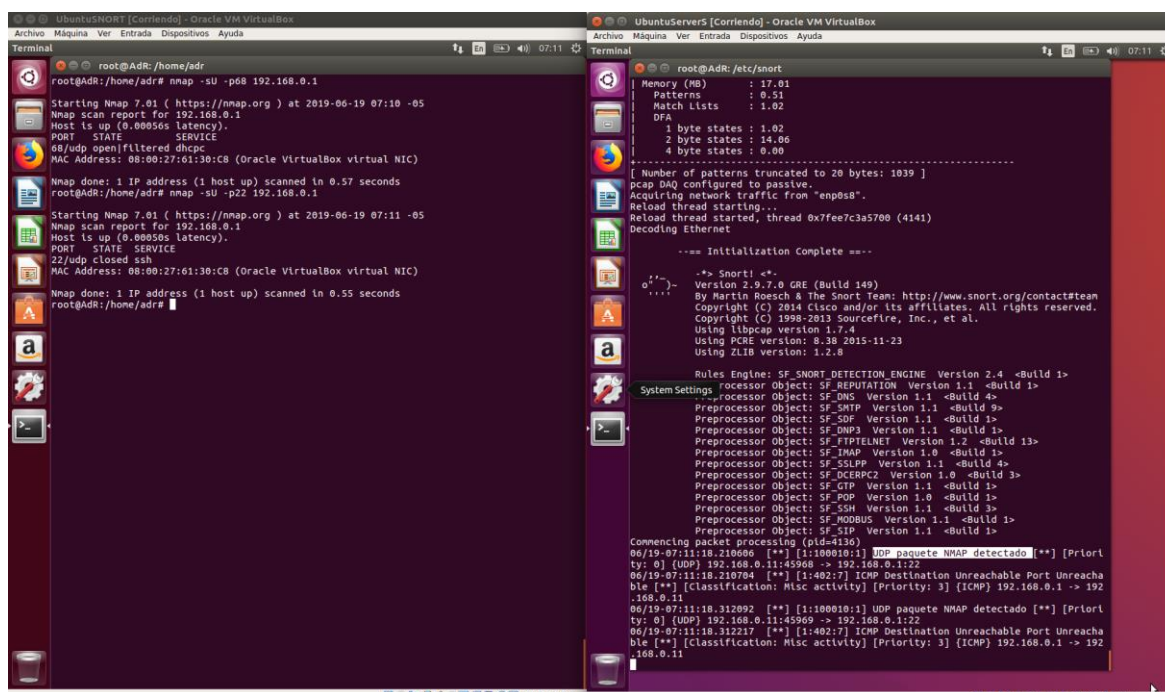 UbuntuSNORT [Corriendo] - Oracle VM VirtualBox
Archivo Máquina Ver Entrada Dispositivos Ayuda
Terminal En 07:11
root@AdR: /home/adr
root@AdR:/home/adr# nmap -sU -p68 192.168.0.1
Starting Nmap 7.01 ( https://nmap.org ) at 2019-06-19 07:10 -05
Nmap scan report for 192.168.0.1
Host is up (0.00056s latency).
PORT STATE SERVICE
68/udp open|filtered dhcpc
MAC Address: 08:00:27:61:30:C8 (Oracle VirtualBox virtual NIC)
Nmap done: 1 IP address (1 host up) scanned in 0.57 seconds
root@AdR:/home/adr# nmap -sU -p22 192.168.0.1
Starting Nmap 7.01 ( https://nmap.org ) at 2019-06-19 07:11 -05
Nmap scan report for 192.168.0.1
Host is up (0.00050s latency).
PORT STATE SERVICE
22/udp closed ssh
MAC Address: 08:00:27:61:30:C8 (Oracle VirtualBox virtual NIC)
Nmap done: 1 IP address (1 host up) scanned in 0.55 seconds
root@AdR:/home/adr#
UbuntuServerS [Corriendo] - Oracle VM VirtualBox
Archivo Máquina Ver Entrada Dispositivos Ayuda
Terminal En 07:11
root@AdR: /etc/snort
| Memory (MB) : 17.01
| Patterns : 0.51
| Match Lists : 1.02
| DFA
| 1 byte states : 1.02
| 2 byte states : 14.06
| 4 byte states : 0.00
+----------------------------------------------------------------
[ Number of patterns truncated to 20 bytes: 1039 ]
pcap DAQ configured to passive.
Acquiring network traffic from "enp0s8".
Reload thread starting...
Reload thread started, thread 0x7fee7c3a5700 (4141)
Decoding Ethernet
--== Initialization Complete ==--
,,_ -*> Snort! <*-
o" )~ Version 2.9.7.0 GRE (Build 149)
'''' By Martin Roesch & The Snort Team: http://www.snort.org/contact#team
Copyright (C) 2014 Cisco and/or its affiliates. All rights reserved.
Copyright (C) 1998-2013 Sourcefire, Inc., et al.
Using libpcap version 1.7.4
Using PCRE version: 8.38 2015-11-23
Using ZLIB version: 1.2.8
Rules Engine: SF_SNORT_DETECTION_ENGINE Version 2.4 <Build 1>
System Settings
rocessor Object: SF_REPUTATION Version 1.1 <Build 1>
Preprocessor Object: SF_DNS Version 1.1 <Build 4>
Preprocessor Object: SF_SMTP Version 1.1 <Build 9>
Preprocessor Object: SF_SDF Version 1.1 <Build 1>
Preprocessor Object: SF_DNP3 Version 1.1 <Build 1>
Preprocessor Object: SF_FTPTELNET Version 1.2 <Build 13>
Preprocessor Object: SF_IMAP Version 1.0 <Build 1>
Preprocessor Object: SF_SSLPP Version 1.1 <Build 4>
Preprocessor Object: SF_DCERPC2 Version 1.0 <Build 3>
Preprocessor Object: SF_GTP Version 1.1 <Build 1>
Preprocessor Object: SF_POP Version 1.0 <Build 1>
Preprocessor Object: SF_SSH Version 1.1 <Build 3>
Preprocessor Object: SF_MODBUS Version 1.1 <Build 1>
Preprocessor Object: SF_SIP Version 1.1 <Build 1>
Commencing packet processing (pid=4136)
06/19-07:11:18.210606 [**] [1:100010:1] UDP paquete NMAP detectado [**] [Priori
ty: 0] {UDP} 192.168.0.11:45968 -> 192.168.0.1:22
06/19-07:11:18.210704 [**] [1:402:7] ICMP Destination Unreachable Port Unreacha
ble [**] [Classification: Misc activity] [Priority: 3] {ICMP} 192.168.0.1 -> 192
.168.0.11
06/19-07:11:18.312092 [**] [1:100010:1] UDP paquete NMAP detectado [**] [Priori
ty: 0] {UDP} 192.168.0.11:45969 -> 192.168.0.1:22
06/19-07:11:18.312217 [**] [1:402:7] ICMP Destination Unreachable Port Unreacha
ble [**] [Classification: Misc activity] [Priority: 3] {ICMP} 192.168.0.1 -> 192
.168.0.11